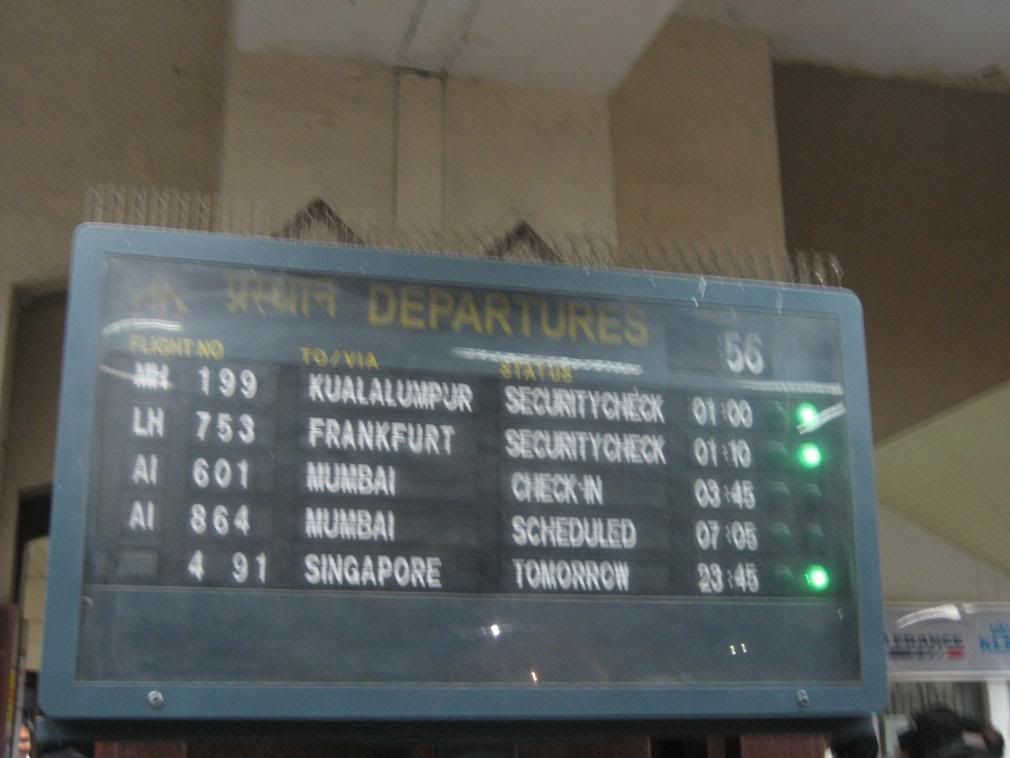 प्रस्थान DEPARTURES
56
FLIGHT NO TO/VIA STATUS
MH 199 KUALALUMPUR SECURITYCHECK 01:00
LH 753 FRANKFURT SECURITYCHECK 01:10
AI 601 MUMBAI CHECK-IN 03:45
AI 864 MUMBAI SCHEDULED 07:05
4 91 SINGAPORE TOMORROW 23:45